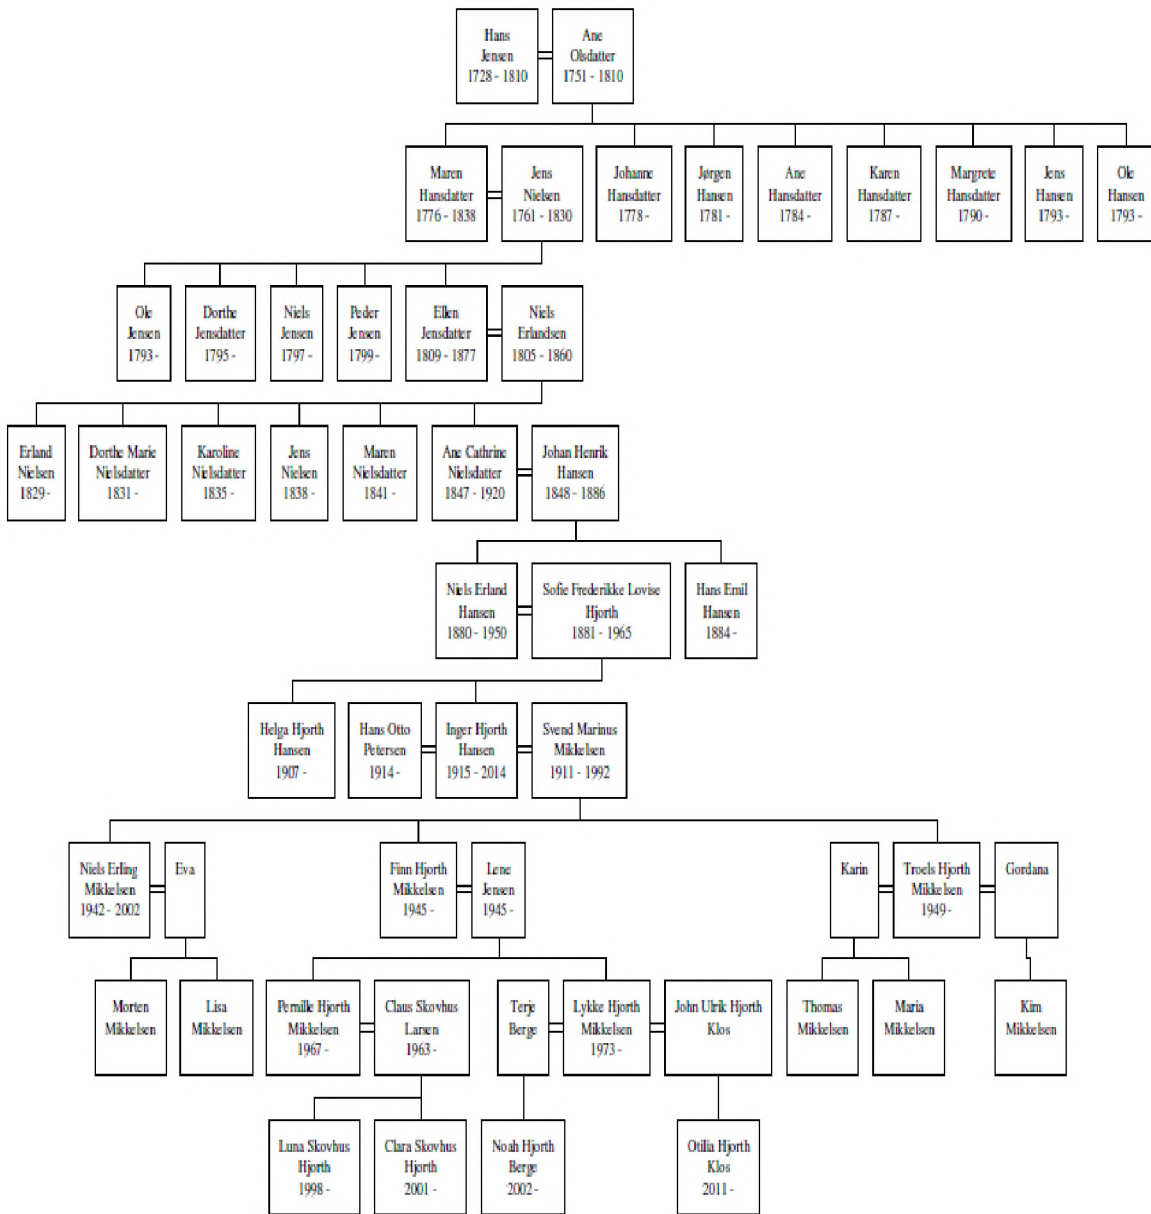 Hans
Jensen
1728 - 1810
Ane
Olsdatter
1751 - 1810
Maren
Hansdatter
1776 - 1838
Jens
Nielsen
1761 - 1830
Johanne
Hansdatter
1778 -
Jørgen
Hansen
1781 -
Ane
Hansdatter
1784 -
Karen
Hansdatter
1787 -
Margrete
Hansdatter
1790 -
Jens
Hansen
1793 -
Ole
Hansen
1793 -
Ole
Jensen
1793 -
Dorthe
Jensdatter
1795 -
Niels
Jensen
1797 -
Peder
Jensen
1799 -
Ellen
Jensdatter
1809 - 1877
Niels
Erlandsen
1805 - 1860
Erland
Nielsen
1829 -
Dorthe Marie
Nielsdatter
1831 -
Karoline
Nielsdatter
1835 -
Jens
Nielsen
1838 -
Maren
Nielsdatter
1841 -
Ane Cathrine
Nielsdatter
1847 - 1920
Johan Henrik
Hansen
1848 - 1886
Niels Erland
Hansen
1880 - 1950
Sofie Frederikke Lovise
Hjorth
1881 - 1965
Hans Emil
Hansen
1884 -
Helga Hjorth
Hansen
1907 -
Hans Otto
Petersen
1914 -
Inger Hjorth
Hansen
1915 - 2014
Svend Marinus
Mikkelsen
1911 - 1992
Niels Erling
Mikkelsen
1942 - 2002
Eva
Finn Hjorth
Mikkelsen
1945 -
Lene
Jensen
1945 -
Karin
Troels Hjorth
Mikkelsen
1949 -
Gordana
Morten
Mikkelsen
Lisa
Mikkelsen
Pernille Hjorth
Mikkelsen
1967 -
Claus Skovhus
Larsen
1963 -
Terje
Berge
Lykke Hjorth
Mikkelsen
1973 -
John Ulrik Hjorth
Klos
Thomas
Mikkelsen
Maria
Mikkelsen
Kim
Mikkelsen
Luna Skovhus
Hjorth
1998 -
Clara Skovhus
Hjorth
2001 -
Noah Hjorth
Berge
2002 -
Otilia Hjorth
Klos
2011 -